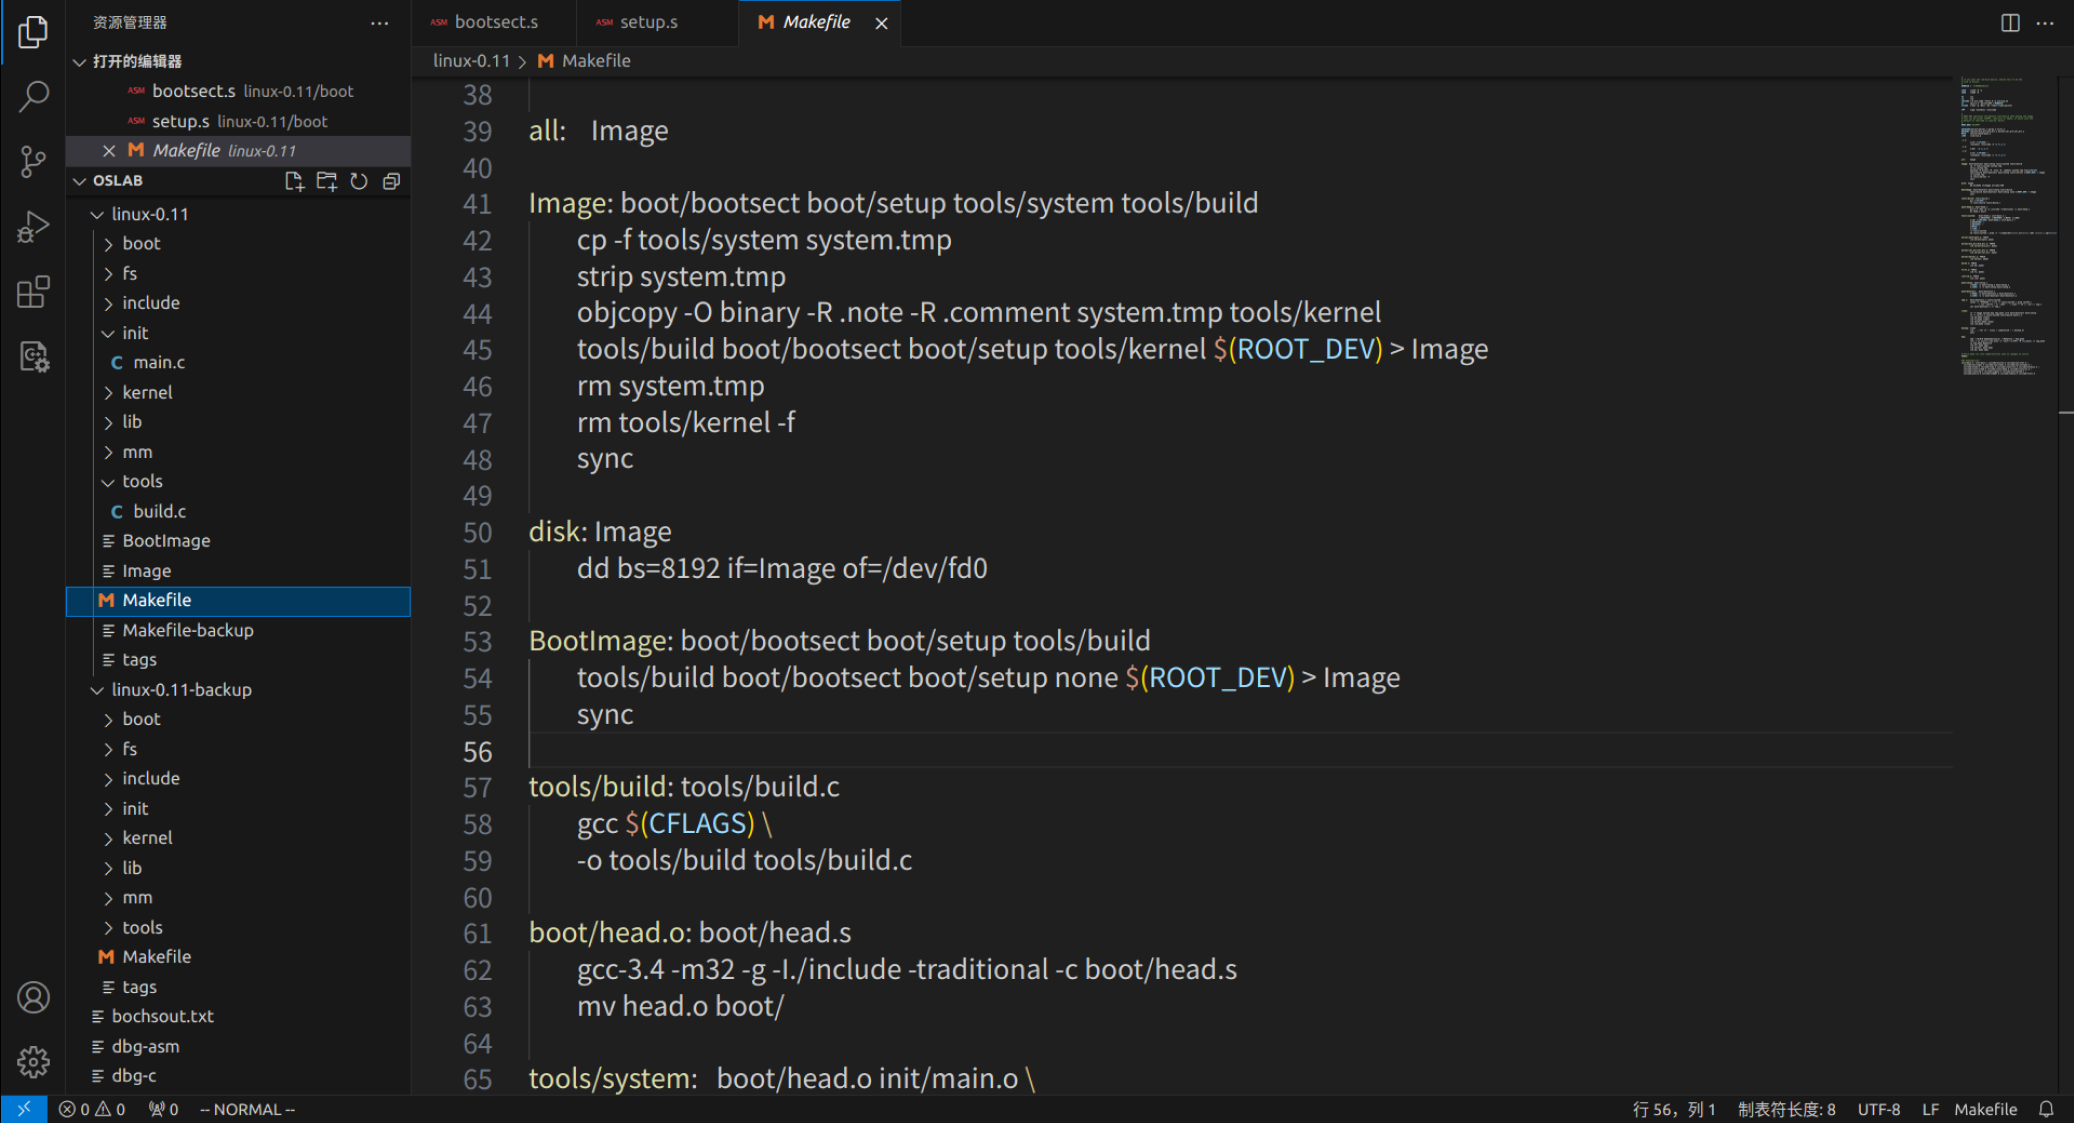 资源管理器
打开的编辑器
ASM bootsect.s linux-0.11/boot
ASM setup.s linux-0.11/boot
M Makefile linux-0.11
OSLAB
linux-0.11
boot
fs
include
init
C main.c
kernel
lib
mm
tools
C build.c
BootImage
Image
M Makefile
Makefile-backup
tags
linux-0.11-backup
boot
fs
include
init
kernel
lib
mm
tools
M Makefile
tags
bochsout.txt
dbg-asm
dbg-c
ASM bootsect.s ASM setup.s M Makefile
linux-0.11 > M Makefile
38
39 all: Image
40
41 Image: boot/bootsect boot/setup tools/system tools/build
42 cp -f tools/system system.tmp
43 strip system.tmp
44 objcopy -O binary -R .note -R .comment system.tmp tools/kernel
45 tools/build boot/bootsect boot/setup tools/kernel $(ROOT_DEV) > Image
46 rm system.tmp
47 rm tools/kernel -f
48 sync
49
50 disk: Image
51 dd bs=8192 if=Image of=/dev/fd0
52
53 BootImage: boot/bootsect boot/setup tools/build
54 tools/build boot/bootsect boot/setup none $(ROOT_DEV) > Image
55 sync
56
57 tools/build: tools/build.c
58 gcc $(CFLAGS) \
59 -o tools/build tools/build.c
60
61 boot/head.o: boot/head.s
62 gcc-3.4 -m32 -g -I./include -traditional -c boot/head.s
63 mv head.o boot/
64
65 tools/system: boot/head.o init/main.o \
0 0 0 -- NORMAL -- 行 56，列 1 制表符长度: 8 UTF-8 LF Makefile